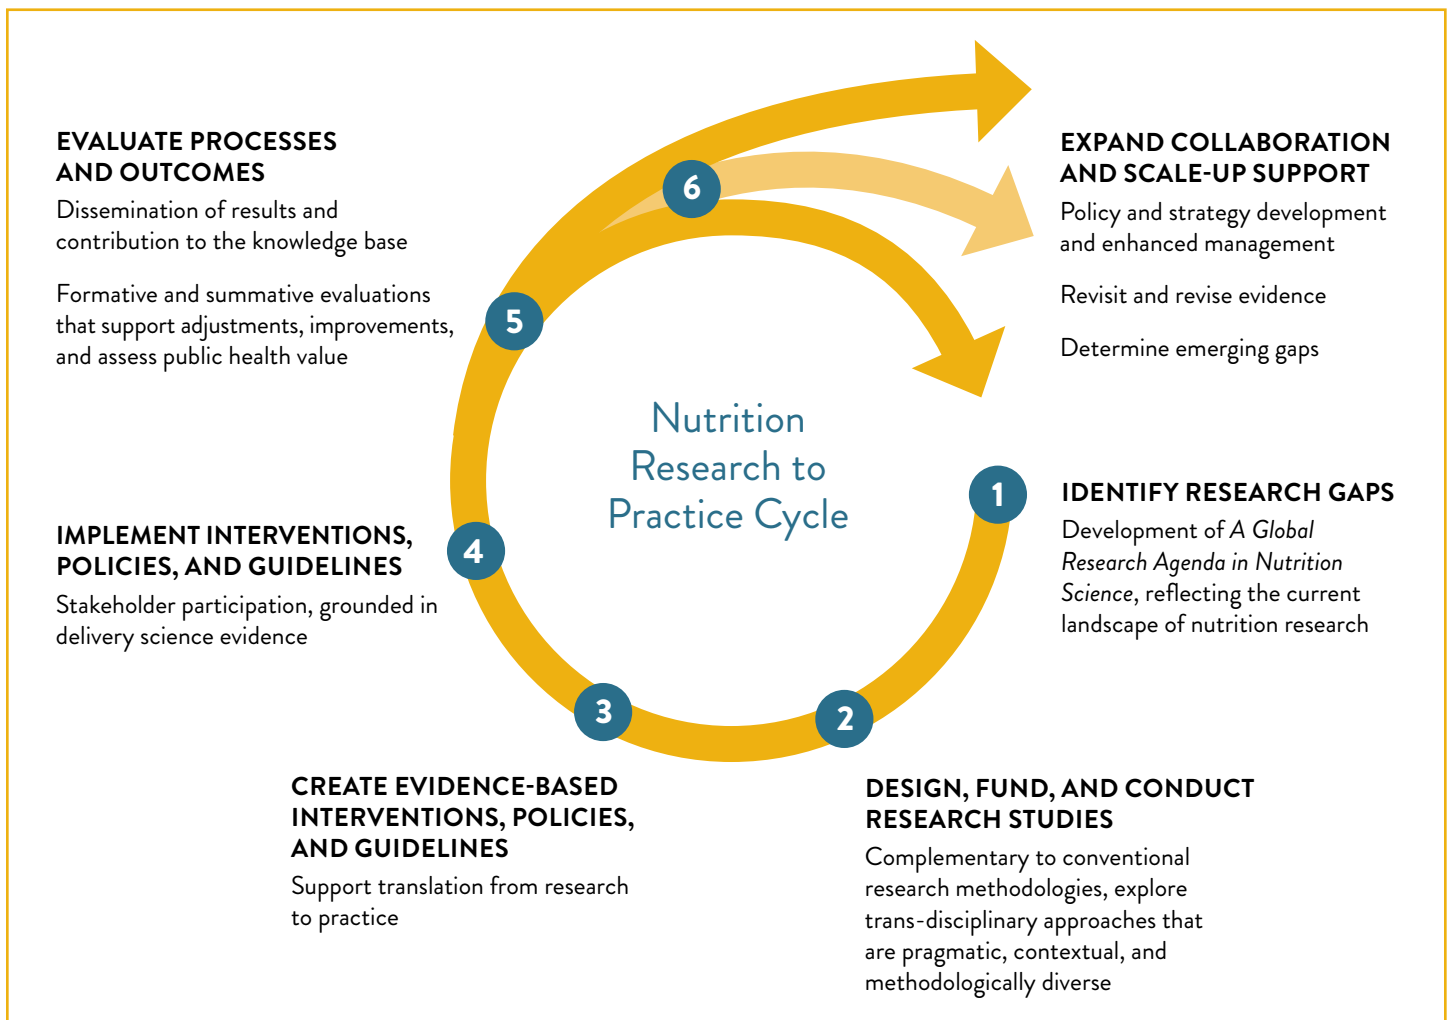 Nutrition
Research to
Practice Cycle
1
IDENTIFY RESEARCH GAPS
Development of A Global
Research Agenda in Nutrition
Science, reflecting the current
landscape of nutrition research
2
DESIGN, FUND, AND CONDUCT
RESEARCH STUDIES
Complementary to conventional
research methodologies, explore
trans-disciplinary approaches that
are pragmatic, contextual, and
methodologically diverse
3
CREATE EVIDENCE-BASED
INTERVENTIONS, POLICIES,
AND GUIDELINES
Support translation from research
to practice
4
IMPLEMENT INTERVENTIONS,
POLICIES, AND GUIDELINES
Stakeholder participation, grounded in
delivery science evidence
5
EVALUATE PROCESSES
AND OUTCOMES
Dissemination of results and
contribution to the knowledge base
Formative and summative evaluations
that support adjustments, improvements,
and assess public health value
6
EXPAND COLLABORATION
AND SCALE-UP SUPPORT
Policy and strategy development
and enhanced management
Revisit and revise evidence
Determine emerging gaps